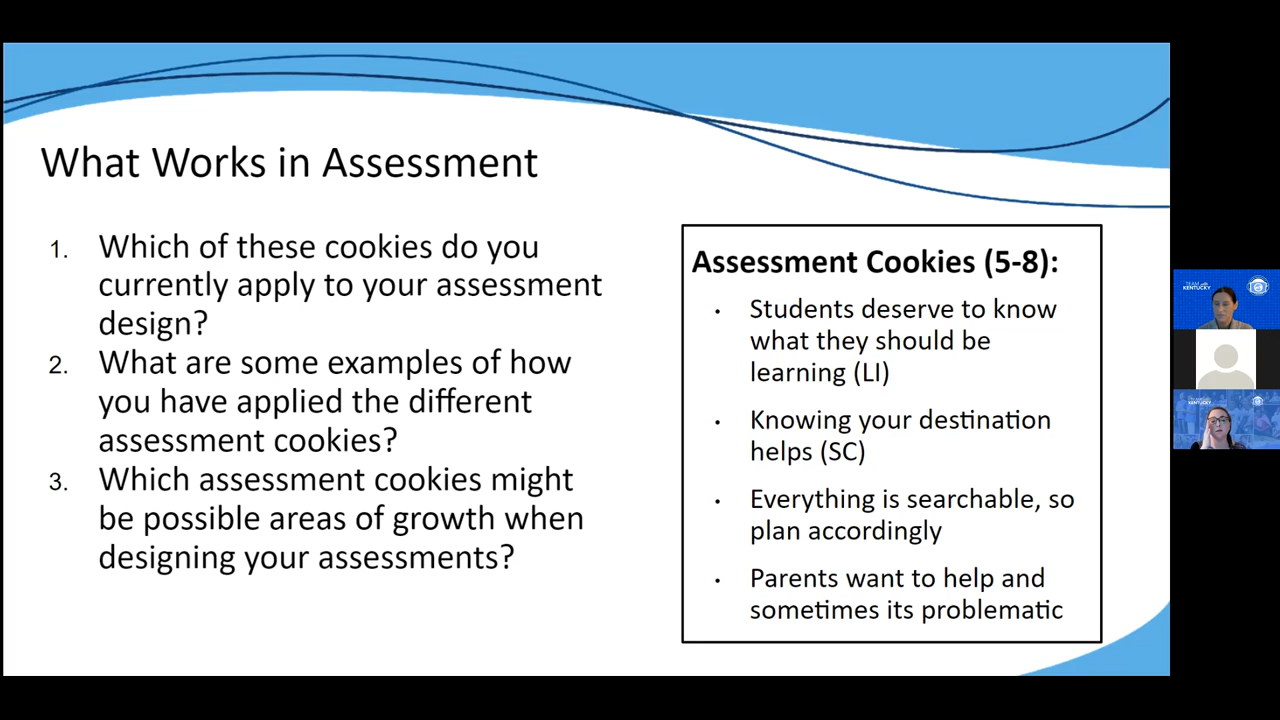 What Works in Assessment
1. Which of these cookies do you
currently apply to your assessment
design?
2. What are some examples of how
you have applied the different
assessment cookies?
3. Which assessment cookies might
be possible areas of growth when
designing your assessments?
Assessment Cookies (5-8):
• Students deserve to know
what they should be
learning (LI)
• Knowing your destination
helps (SC)
• Everything is searchable, so
plan accordingly
• Parents want to help and
sometimes its problematic
TEAM
KENTUCKY
KENTUCKY